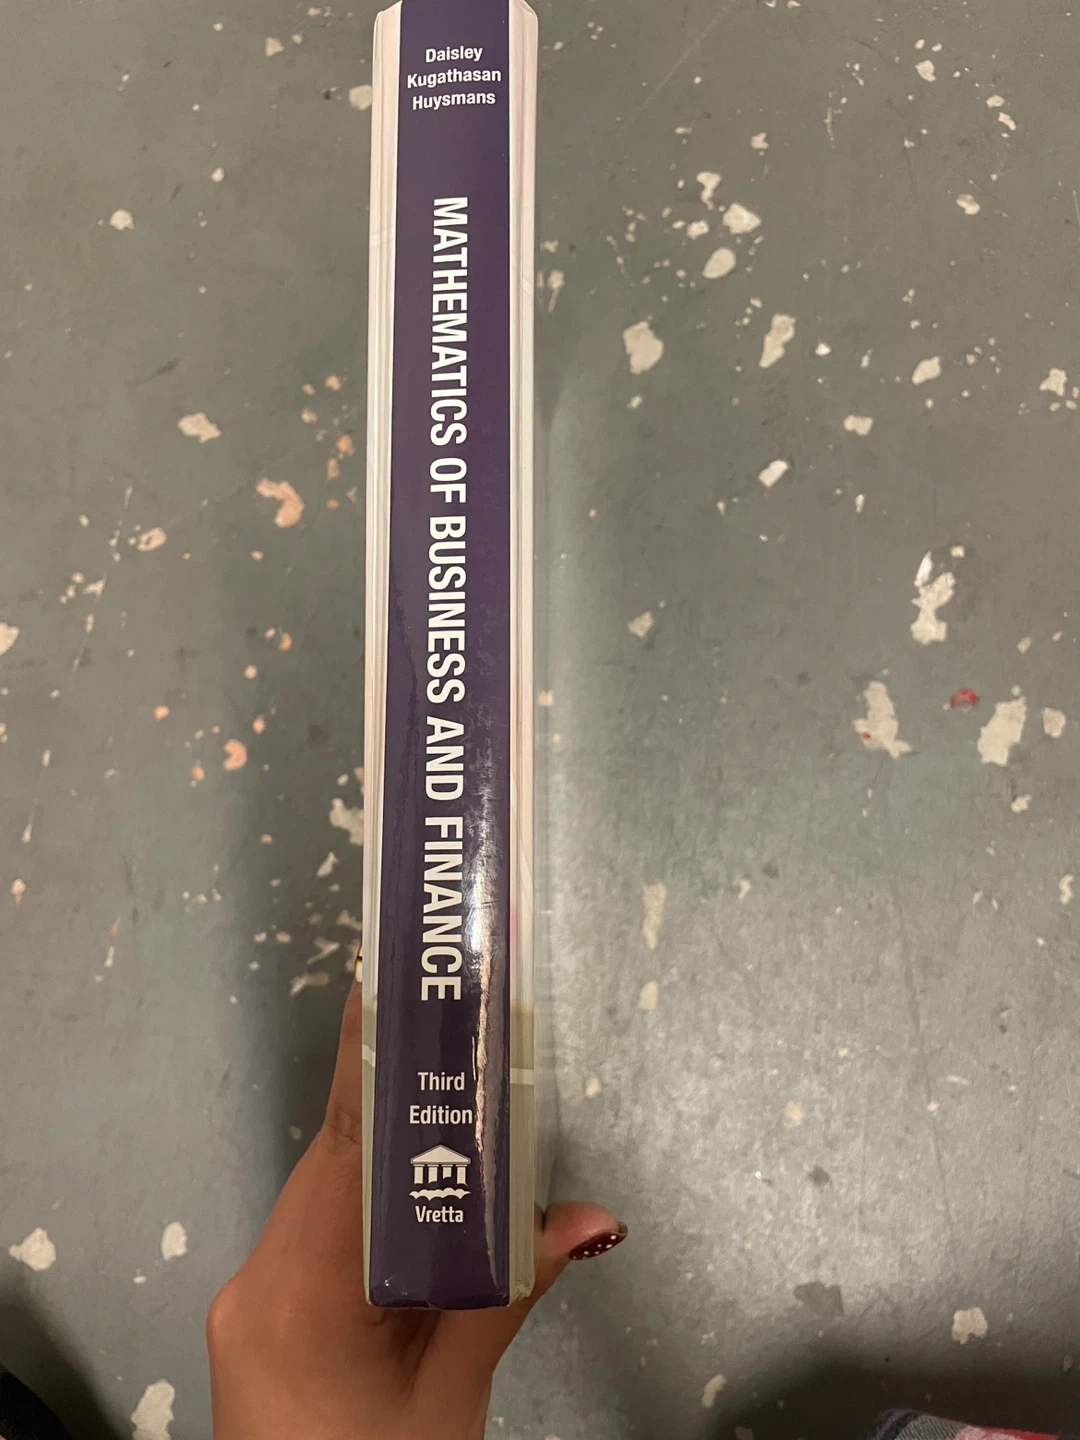 Daisley
Kugathasan
Huysmans
MATHEMATICS OF BUSINESS AND FINANCE
Third
Edition
Vretta